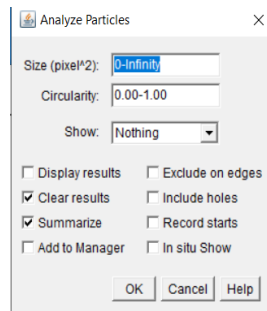 Analyze Particles
Size (pixel^2): 0-Infinity
Circularity: 0.00-1.00
Show: Nothing
Display results Exclude on edges
Clear results Include holes
Summarize Record starts
Add to Manager In situ Show
OK Cancel Help